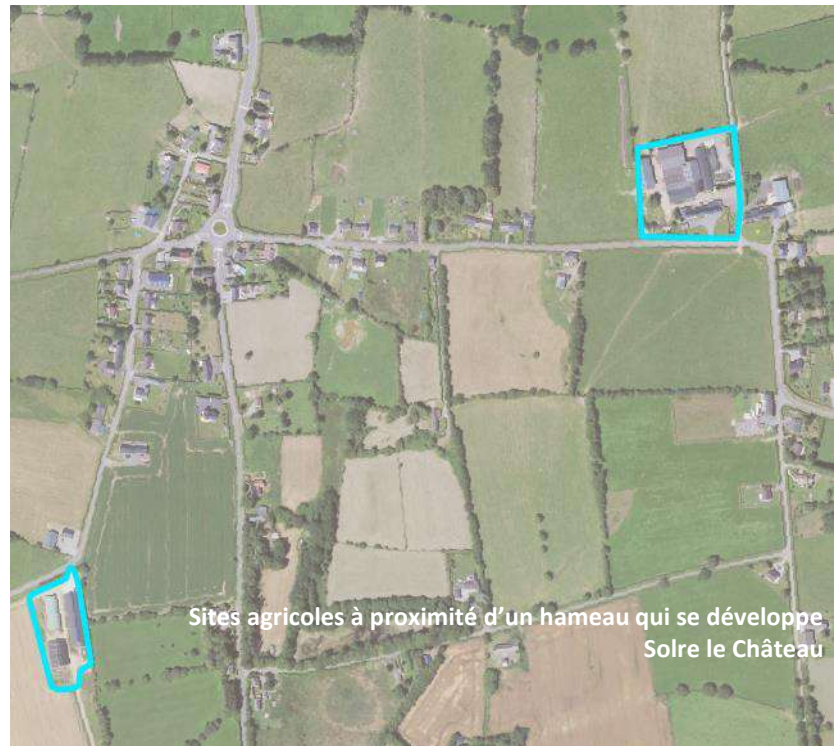 Sites agricoles à proximité d’un hameau qui se développe
Solre le Château